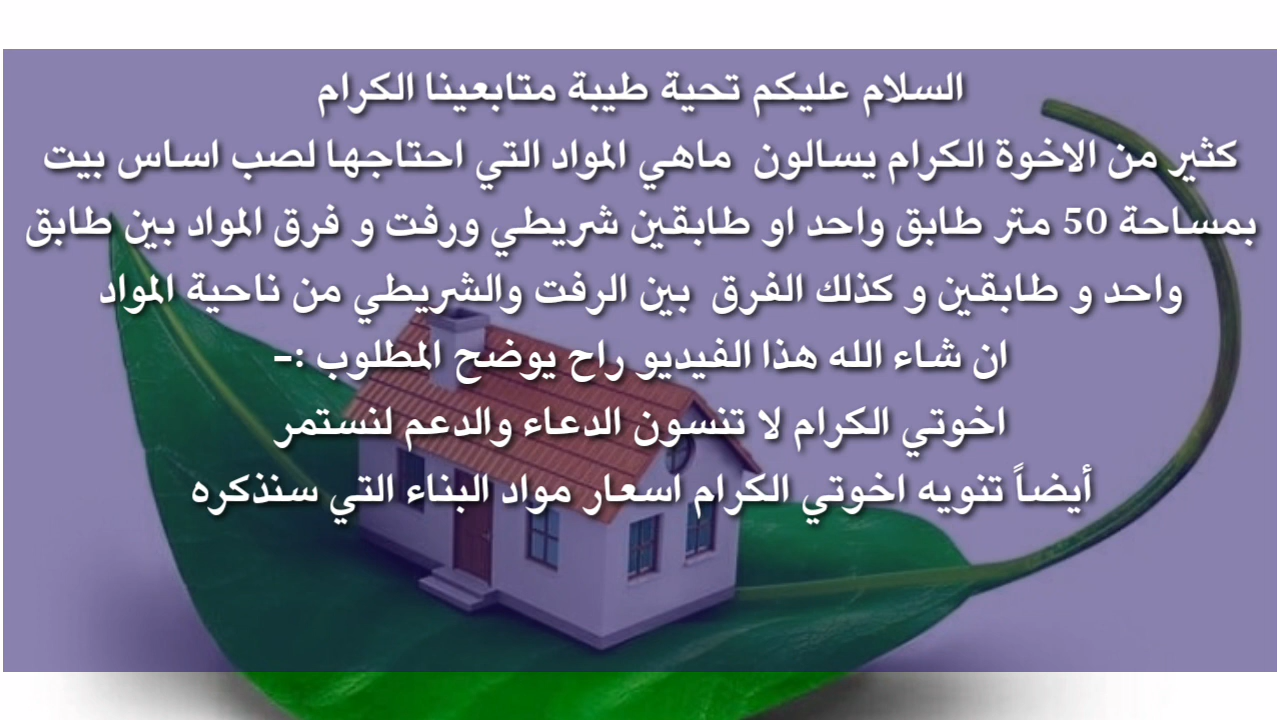 السلام عليكم تحية طيبة متابعينا الكرام
كثير من الاخوة الكرام يسالون ماهي المواد التي احتاجها لصب اساس بيت
بمساحة 50 متر طابق واحد او طابقين شريطي ورفت و فرق المواد بين طابق
واحد و طابقين و كذلك الفرق بين الرفت والشريطي من ناحية المواد
ان شاء الله هذا الفيديو راح يوضح المطلوب :-
اخوتي الكرام لا تنسون الدعاء والدعم لنستمر
أيضاً تنويه اخوتي الكرام اسعار مواد البناء التي سنذكره